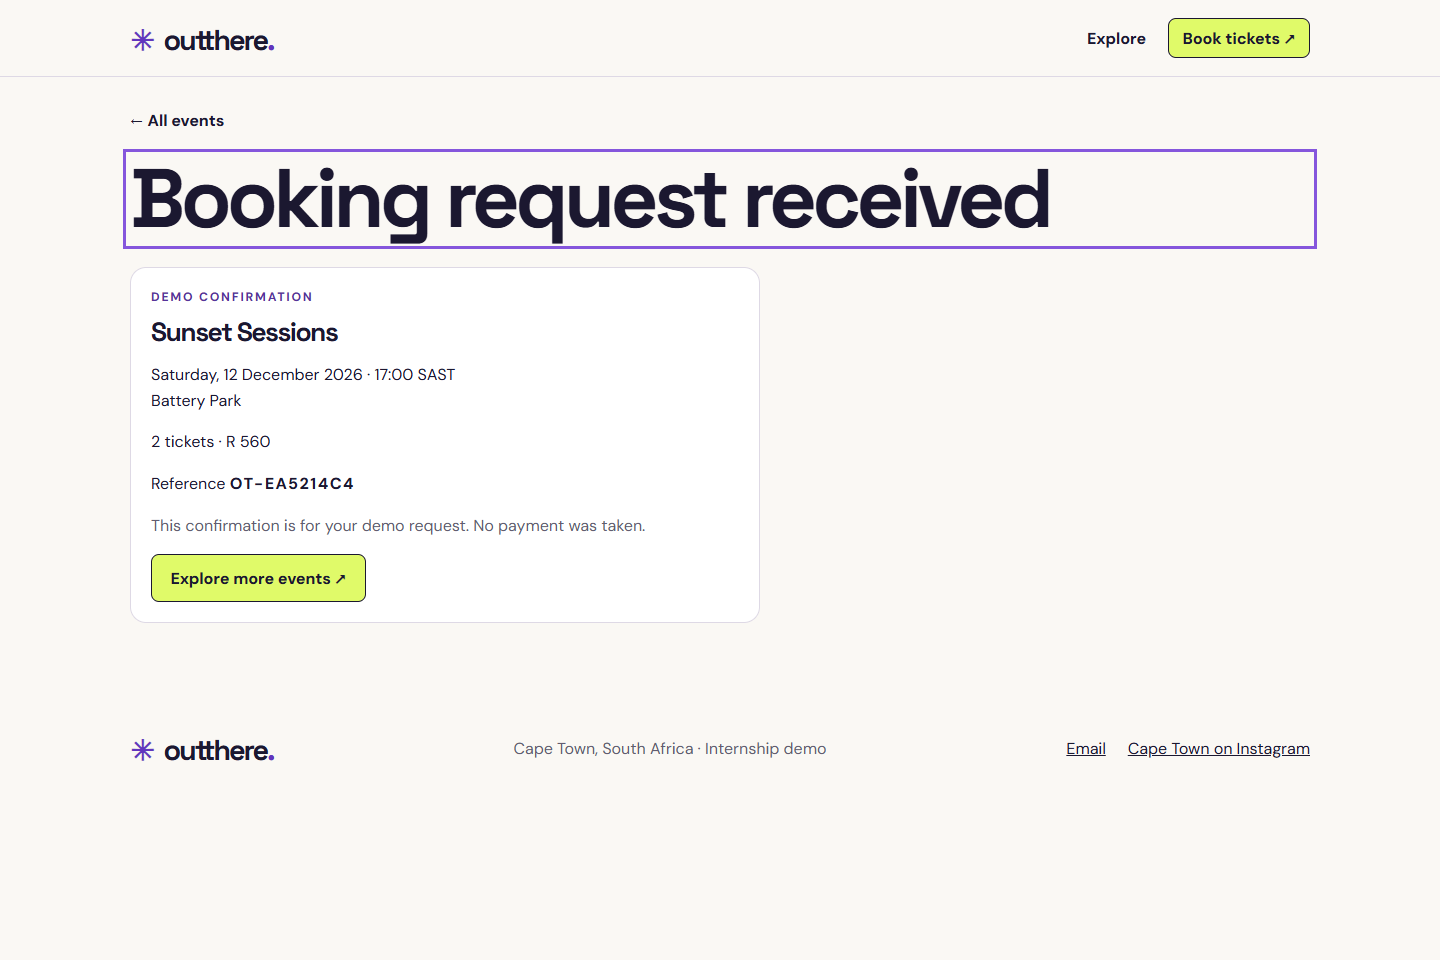 outthere.
Explore
Book tickets ↗
← All events
Booking request received
DEMO CONFIRMATION
Sunset Sessions
Saturday, 12 December 2026 · 17:00 SAST
Battery Park
2 tickets · R 560
Reference OT-EA5214C4
This confirmation is for your demo request. No payment was taken.
Explore more events ↗
outthere.
Cape Town, South Africa · Internship demo
Email
Cape Town on Instagram